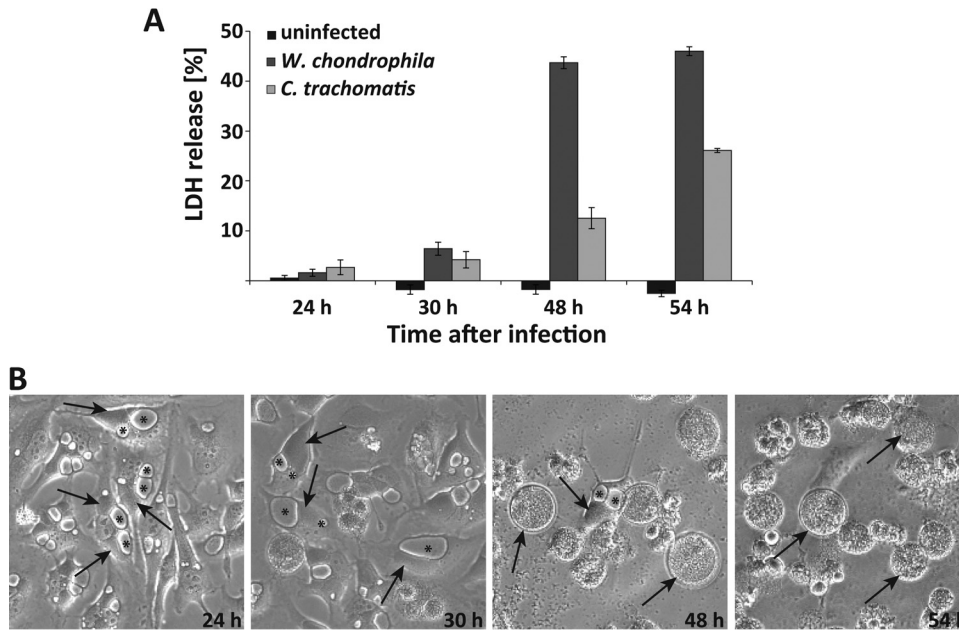 A
LDH release [%]
50
40
30
20
10
uninfected
W. chondrophila
C. trachomatis
24 h 30 h 48 h 54 h
Time after infection
B
* * * * * * *
* * * * *
* *
24 h 30 h 48 h 54 h